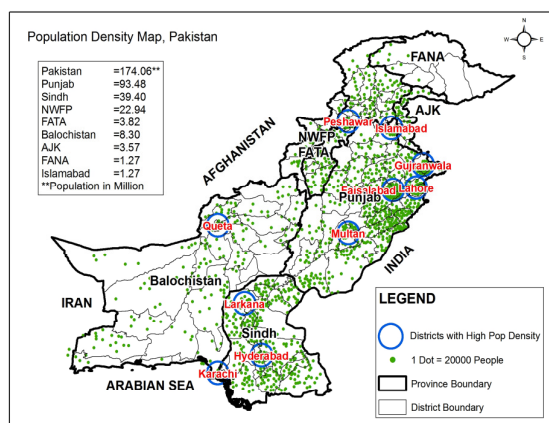 Population Density Map, Pakistan
Pakistan =174.06**
Punjab =93.48
Sindh =39.40
NWFP =22.94
FATA =3.82
Balochistan =8.30
AJK =3.57
FANA =1.27
Islamabad =1.27
**Population in Million
N
W E
S
FANA
AJK
Peshawar
Islamabad
NWFP
FATA
AFGHANISTAN
Gujranwala
Faisalabad
Lahore
Punjab
Queta
Multan
INDIA
Balochistan
IRAN
Larkana
Sindh
Hyderabad
Karachi
ARABIAN SEA
LEGEND
Districts with High Pop Density
1 Dot = 20000 People
Province Boundary
District Boundary